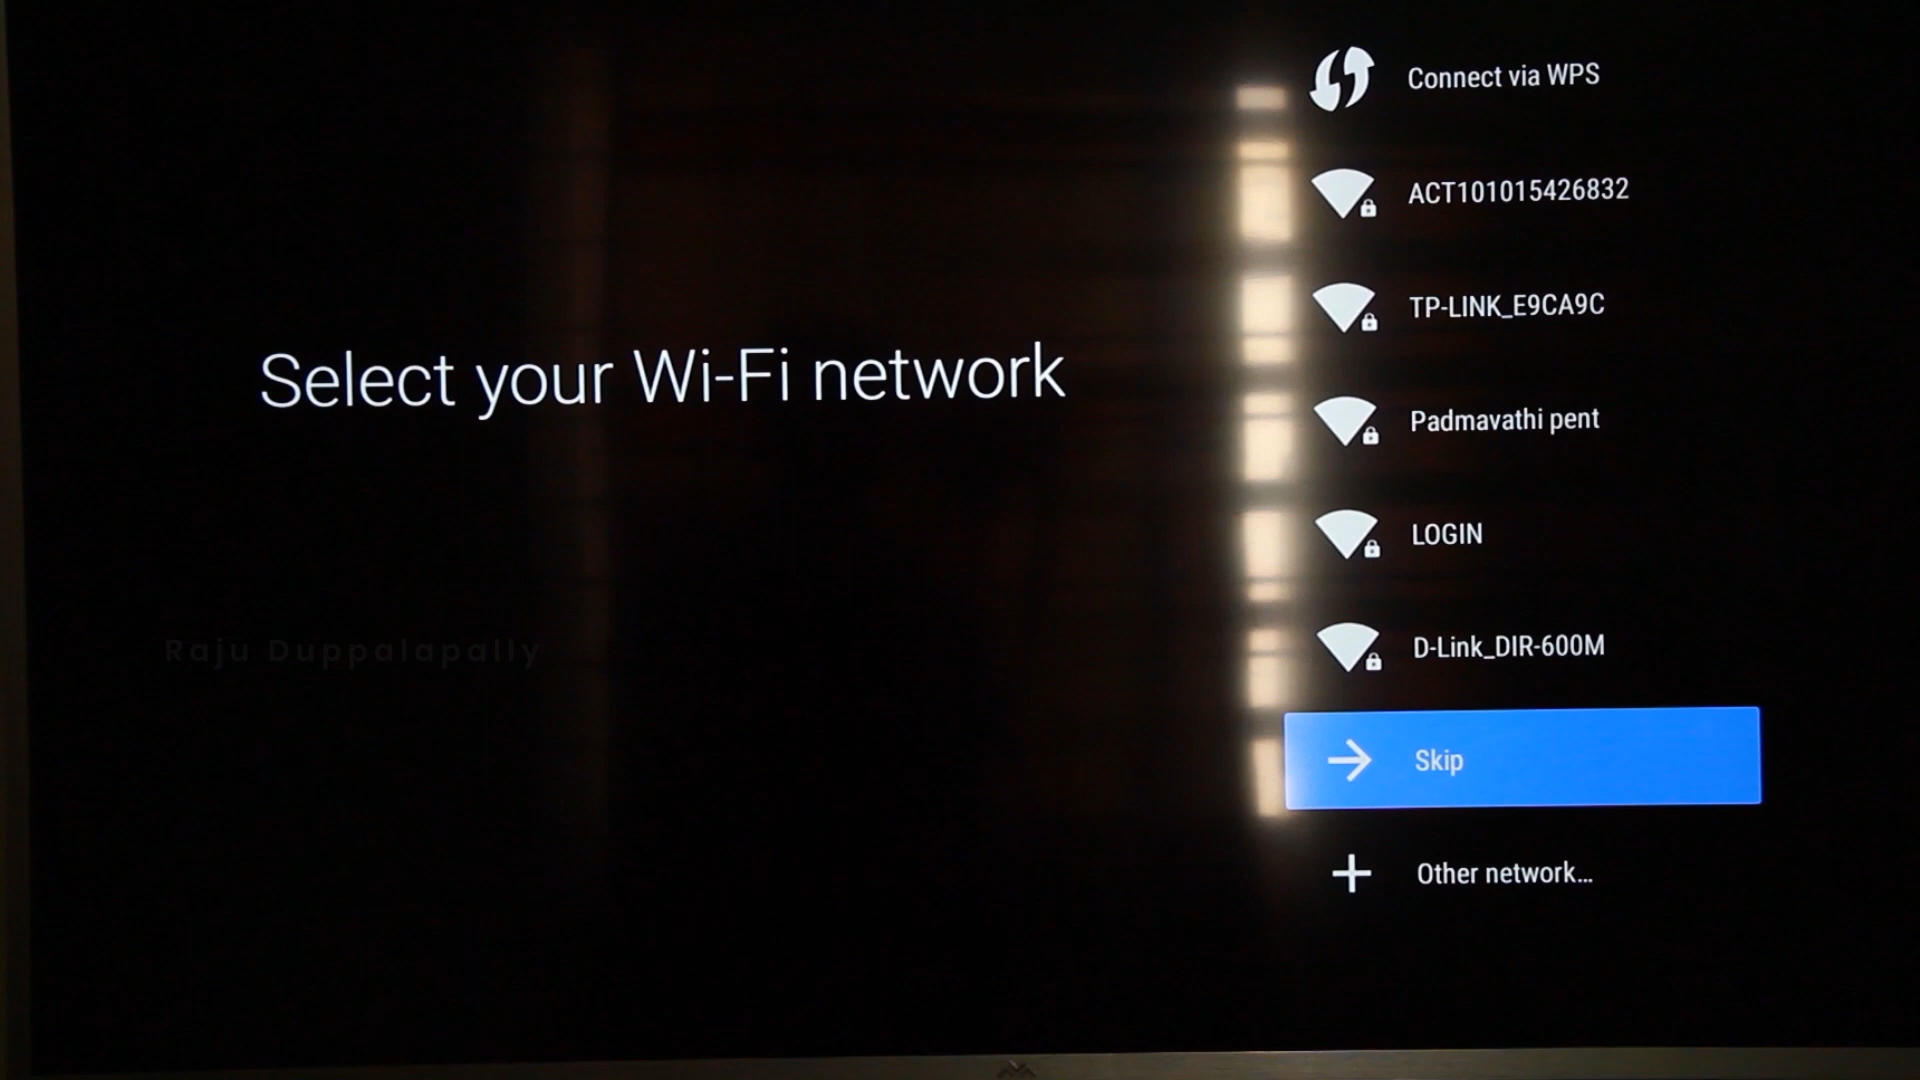 Connect via WPS
ACT101015426832
TP-LINK_E9CA9C
Select your Wi-Fi network
Padmavathi pent
LOGIN
D-Link_DIR-600M
Raju Duppalapally
Skip
Other network...